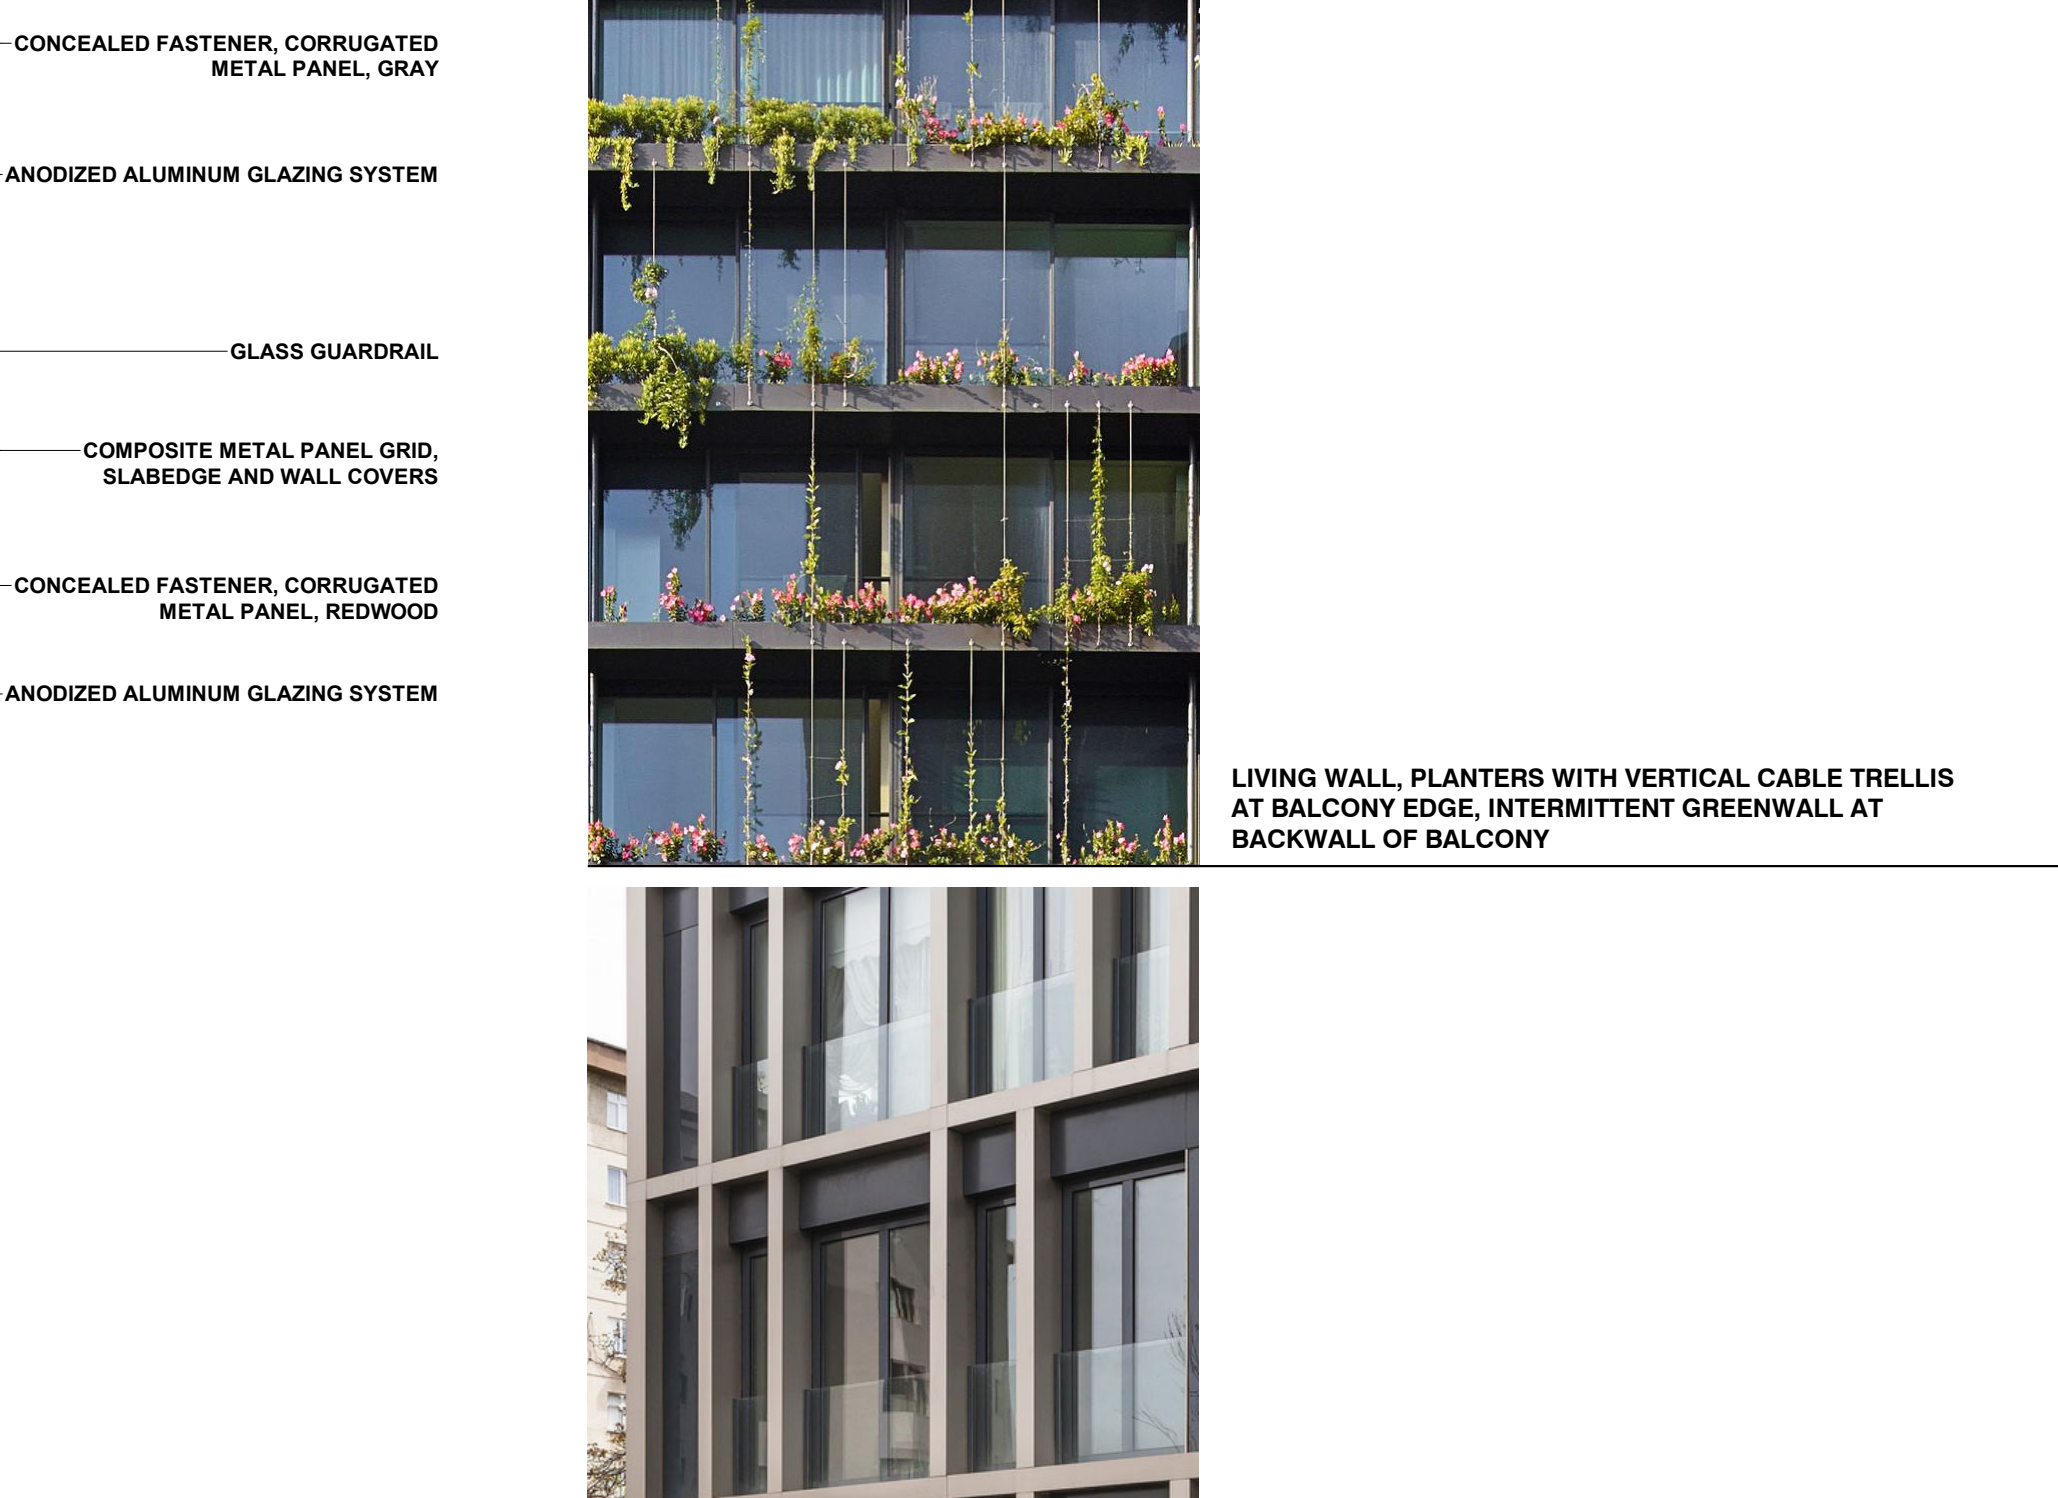 CONCEALED FASTENER, CORRUGATED
METAL PANEL, GRAY
ANODIZED ALUMINUM GLAZING SYSTEM
GLASS GUARDRAIL
COMPOSITE METAL PANEL GRID,
SLABEDGE AND WALL COVERS
CONCEALED FASTENER, CORRUGATED
METAL PANEL, REDWOOD
ANODIZED ALUMINUM GLAZING SYSTEM
LIVING WALL, PLANTERS WITH VERTICAL CABLE TRELLIS
AT BALCONY EDGE, INTERMITTENT GREENWALL AT
BACKWALL OF BALCONY